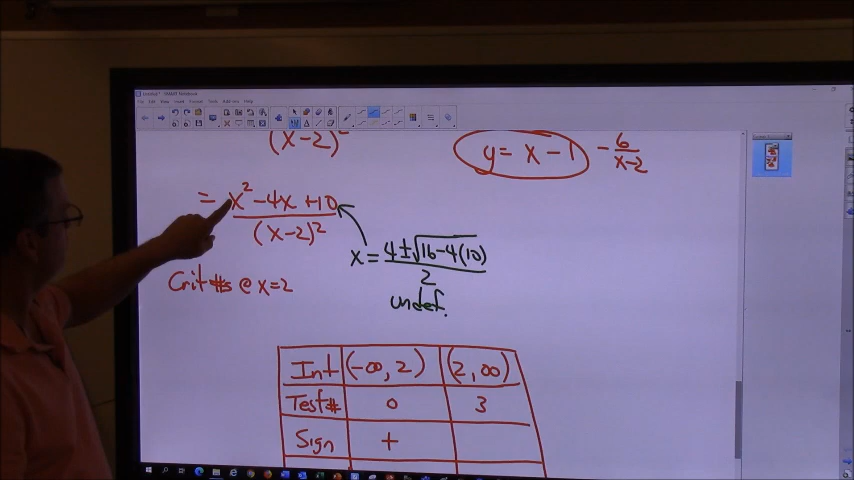 (x-2)²
y = x - 1 - 6/(x-2)
= (x² - 4x + 10)/(x-2)²
x = (4 ± √(16-4(10)))/2
undef.
Crit #s @ x=2
Int (-∞, 2) (2, ∞)
Test# 0 3
Sign +